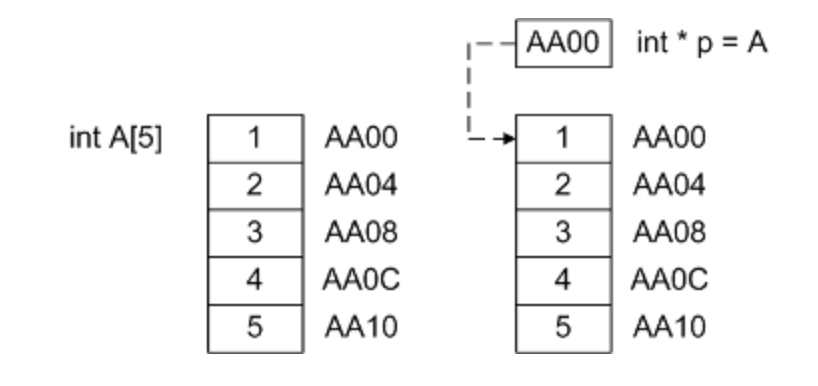 AA00 int * p = A
int A[5] 1 AA00 1 AA00
2 AA04 2 AA04
3 AA08 3 AA08
4 AA0C 4 AA0C
5 AA10 5 AA10